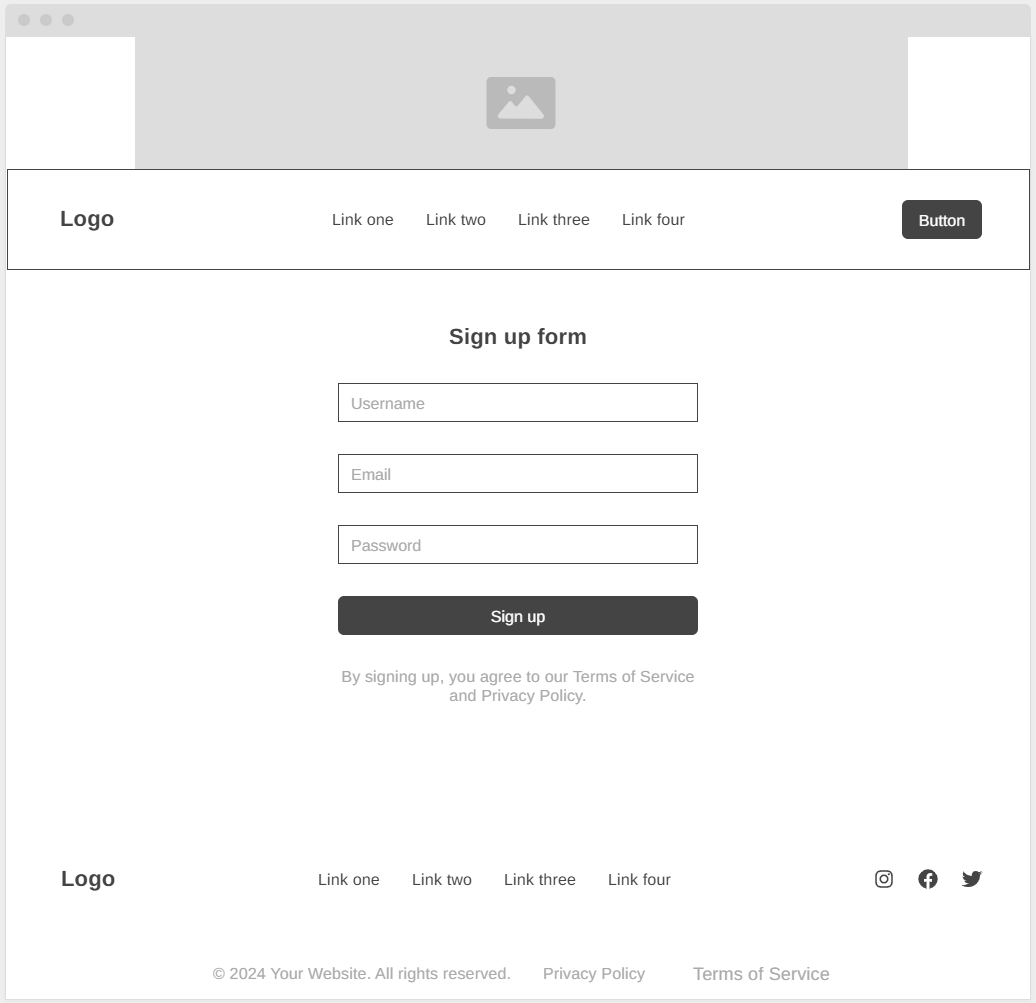 Logo
Link one Link two Link three Link four
Button
Sign up form
Username
Email
Password
Sign up
By signing up, you agree to our Terms of Service
and Privacy Policy.
Logo
Link one Link two Link three Link four
© 2024 Your Website. All rights reserved. Privacy Policy Terms of Service